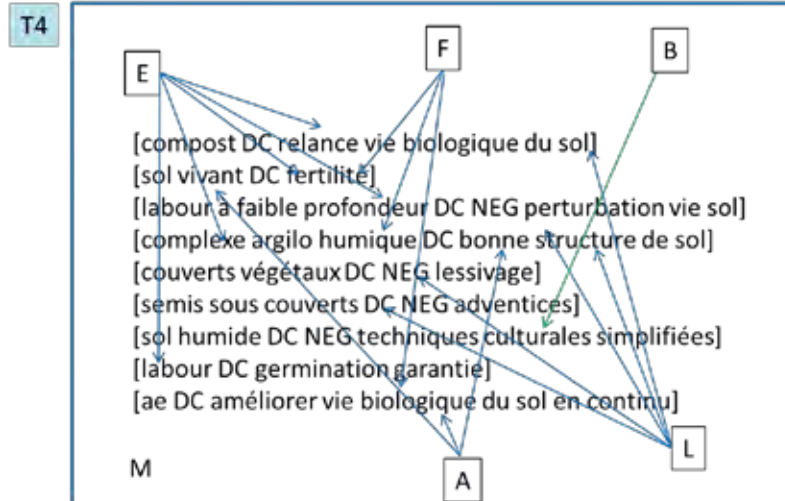 T4
E
F
B
[compost DC relance vie biologique du sol]
[sol vivant DC fertilité]
[labour à faible profondeur DC NEG perturbation vie sol]
[complexe argilo humique DC bonne structure de sol]
[couverts végétaux DC NEG lessivage]
[semis sous couverts DC NEG adventices]
[sol humide DC NEG techniques culturales simplifiées]
[labour DC germination garantie]
[ae DC améliorer vie biologique du sol en continu]
M
A
L